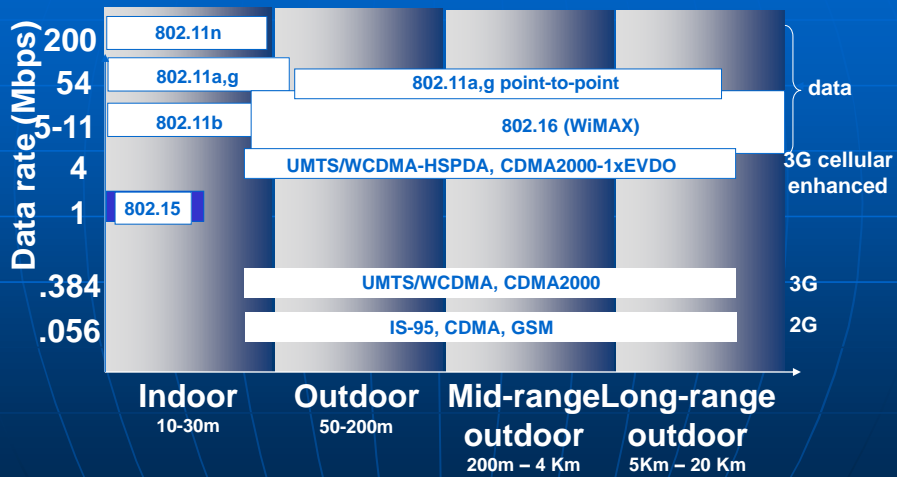 Data rate (Mbps)
200
802.11n
54
802.11a,g
802.11a,g point-to-point
data
5-11
802.11b
802.16 (WiMAX)
4
UMTS/WCDMA-HSPDA, CDMA2000-1xEVDO
3G cellular
enhanced
1
802.15
.384
UMTS/WCDMA, CDMA2000
3G
.056
IS-95, CDMA, GSM
2G
Indoor
10-30m
Outdoor
50-200m
Mid-range
outdoor
200m – 4 Km
Long-range
outdoor
5Km – 20 Km